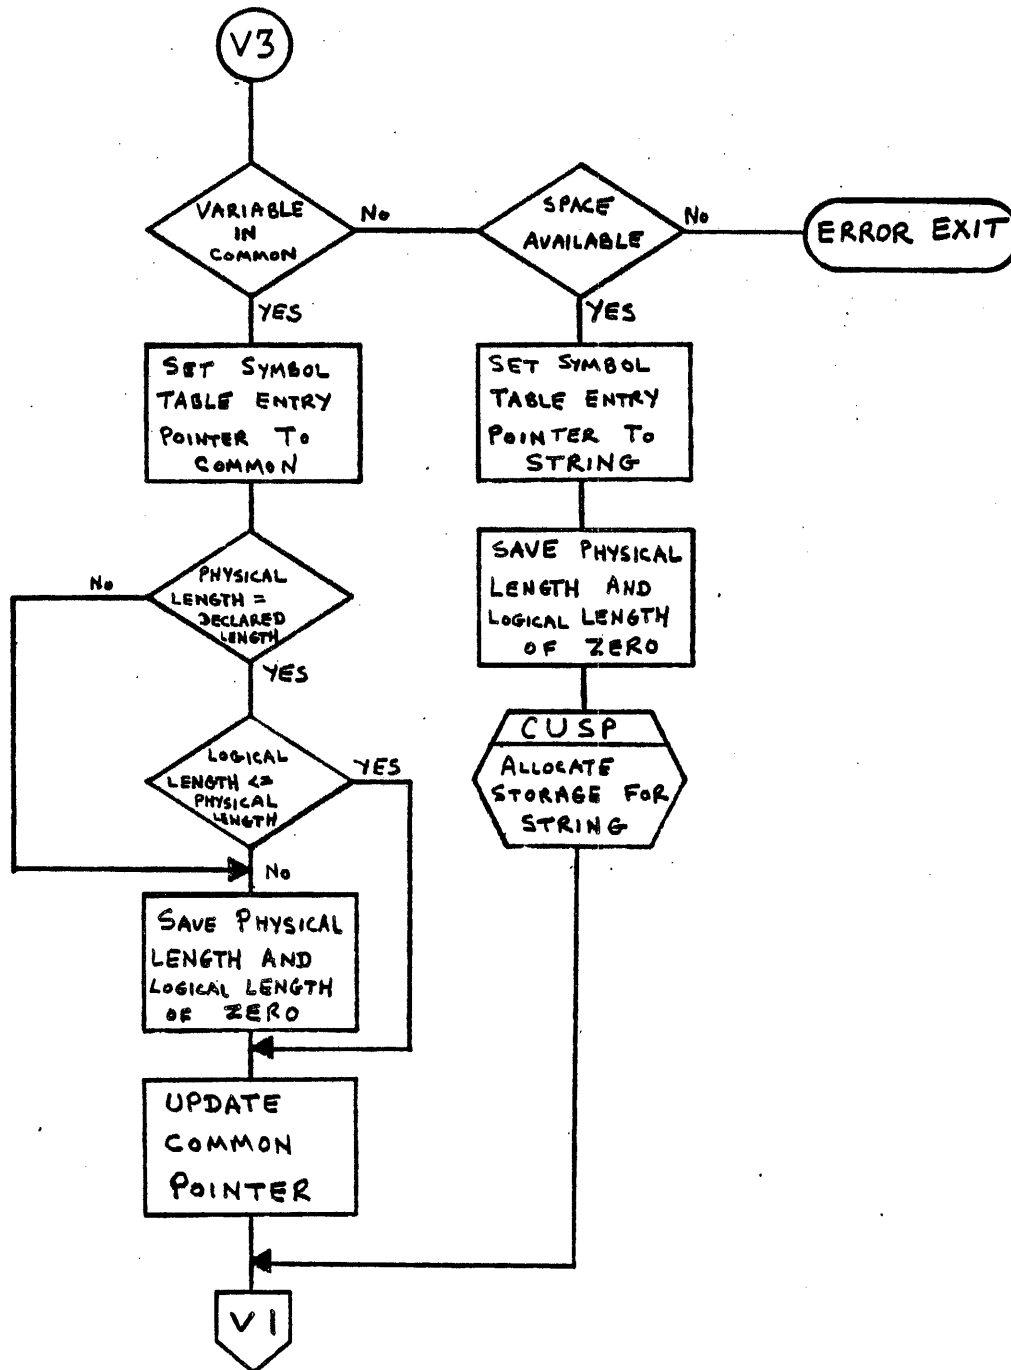 V3
VARIABLE
IN
COMMON
No
SPACE
AVAILABLE
No
ERROR EXIT
YES
YES
SET SYMBOL
TABLE ENTRY
POINTER TO
COMMON
SET SYMBOL
TABLE ENTRY
POINTER TO
STRING
PHYSICAL
LENGTH =
DECLARED
LENGTH
No
YES
SAVE PHYSICAL
LENGTH AND
LOGICAL LENGTH
OF ZERO
LOGICAL
LENGTH <=
PHYSICAL
LENGTH
YES
No
CUSP
ALLOCATE
STORAGE FOR
STRING
SAVE PHYSICAL
LENGTH AND
LOGICAL LENGTH
OF ZERO
UPDATE
COMMON
POINTER
V1